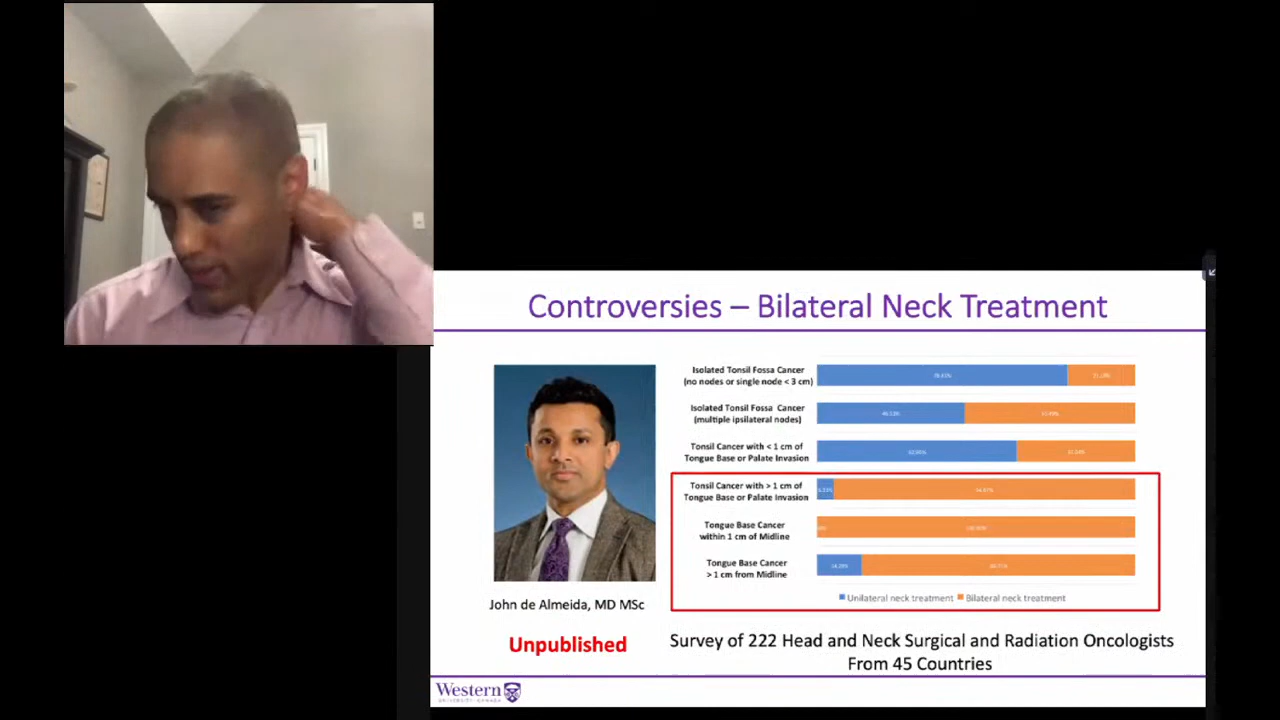 Controversies – Bilateral Neck Treatment
Isolated Tonsil Fossa Cancer
(no nodes or single node < 3 cm)
Isolated Tonsil Fossa Cancer
(multiple ipsilateral nodes)
Tonsil Cancer with < 1 cm of
Tongue Base or Palate Invasion
Tonsil Cancer with > 1 cm of
Tongue Base or Palate Invasion
Tongue Base Cancer
within 1 cm of Midline
Tongue Base Cancer
> 1 cm from Midline
Unilateral neck treatment Bilateral neck treatment
John de Almeida, MD MSc
Unpublished
Survey of 222 Head and Neck Surgical and Radiation Oncologists
From 45 Countries
Western